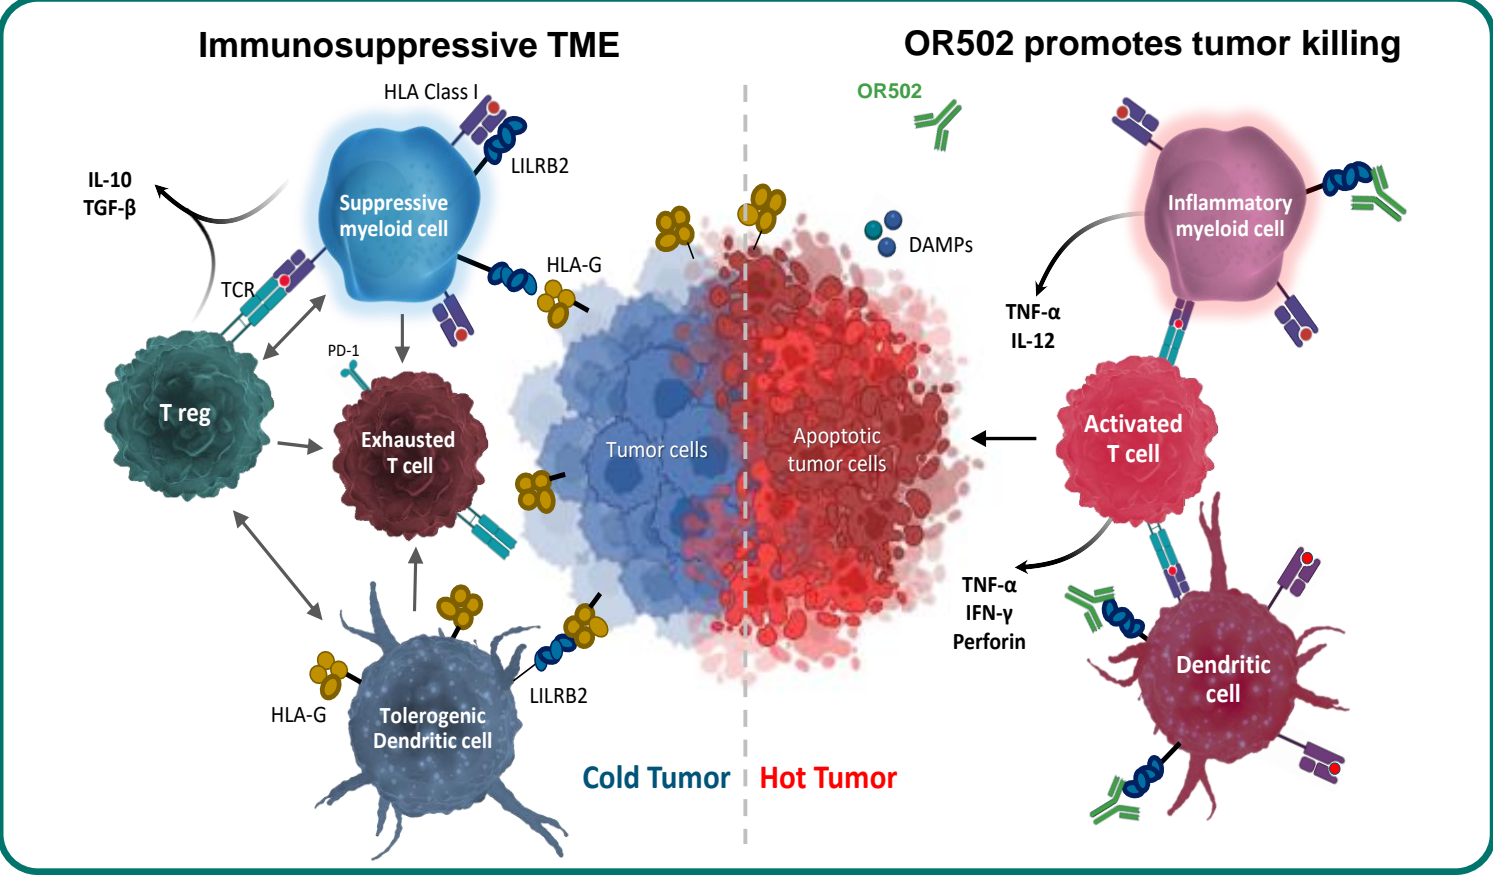 Immunosuppressive TME
OR502 promotes tumor killing
HLA Class I
LILRB2
IL-10
TGF-β
Suppressive
myeloid cell
TCR
HLA-G
PD-1
T reg
Exhausted
T cell
Tumor cells
HLA-G
LILRB2
Tolerogenic
Dendritic cell
Cold Tumor
OR502
DAMPs
Inflammatory
myeloid cell
TNF-α
IL-12
Apoptotic
tumor cells
Activated
T cell
TNF-α
IFN-γ
Perforin
Dendritic
cell
Hot Tumor